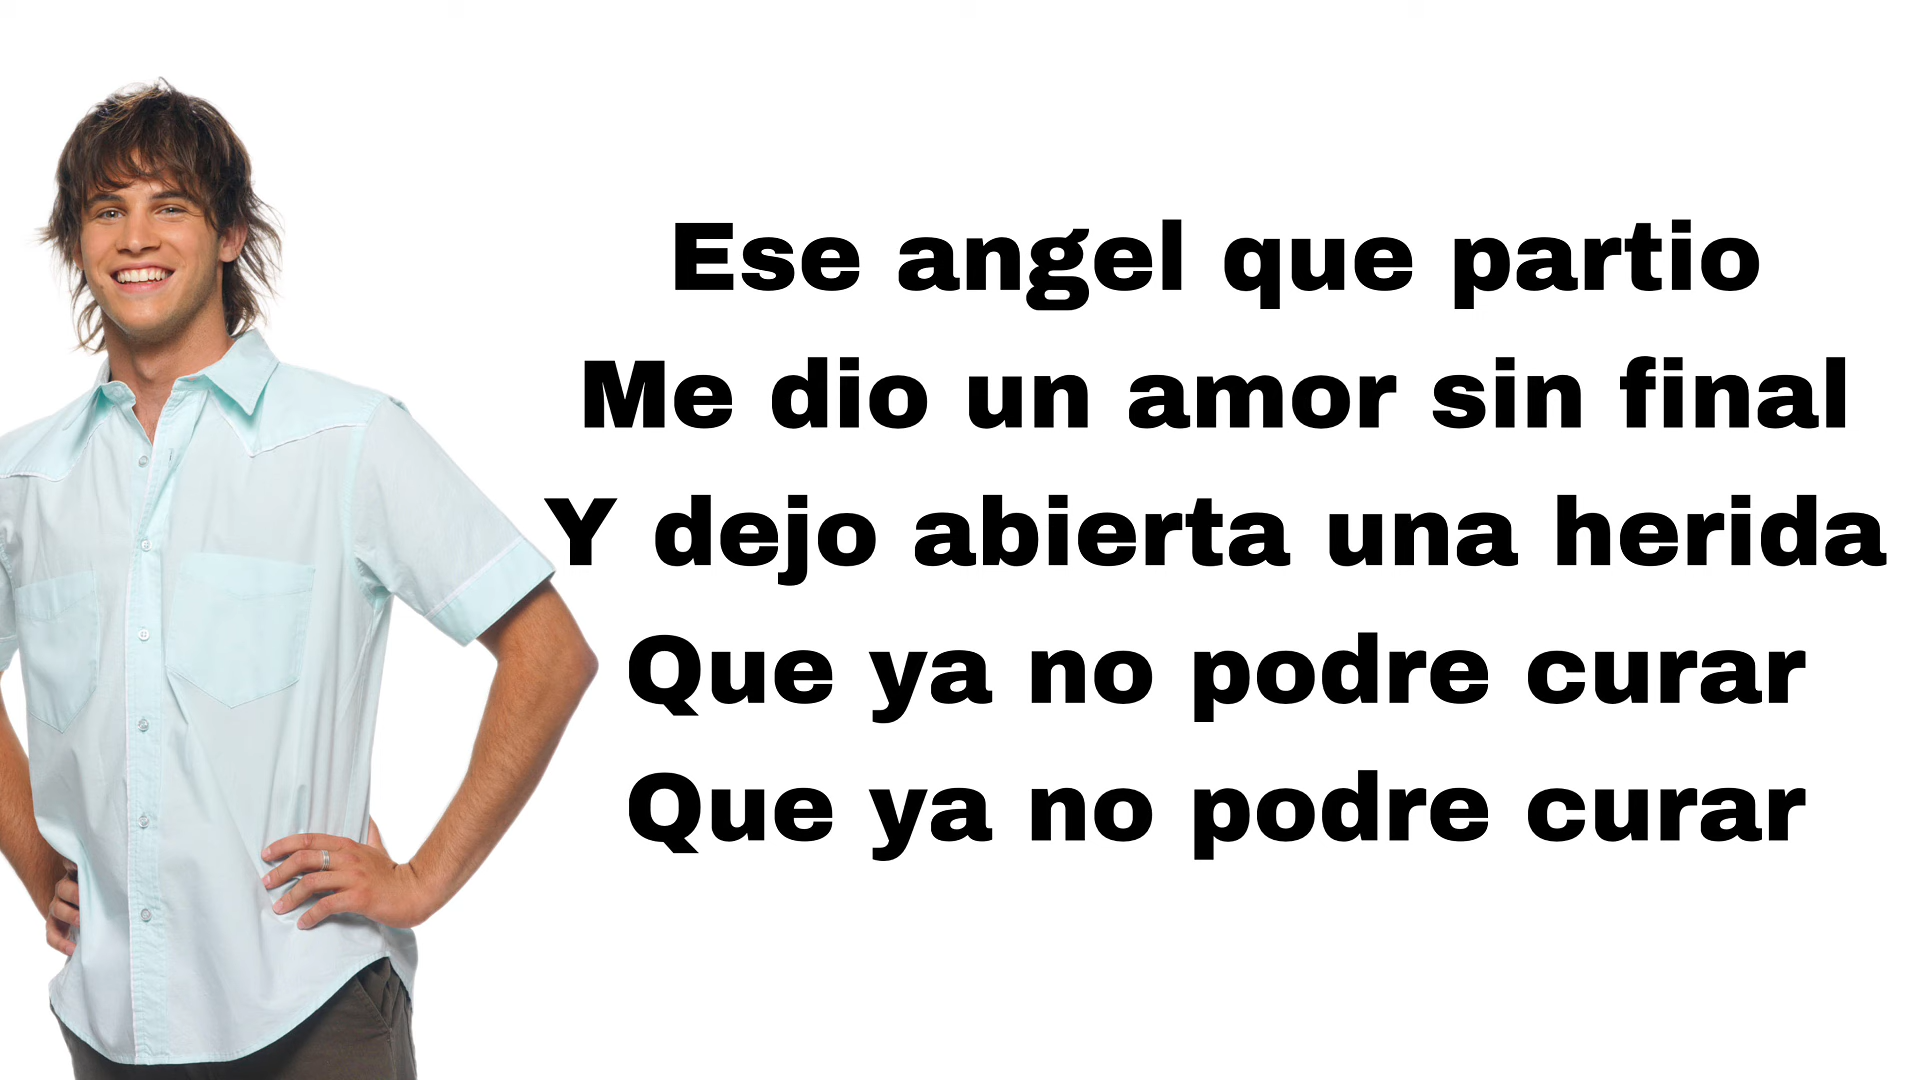 Ese angel que partio
Me dio un amor sin final
Y dejo abierta una herida
Que ya no podre curar
Que ya no podre curar